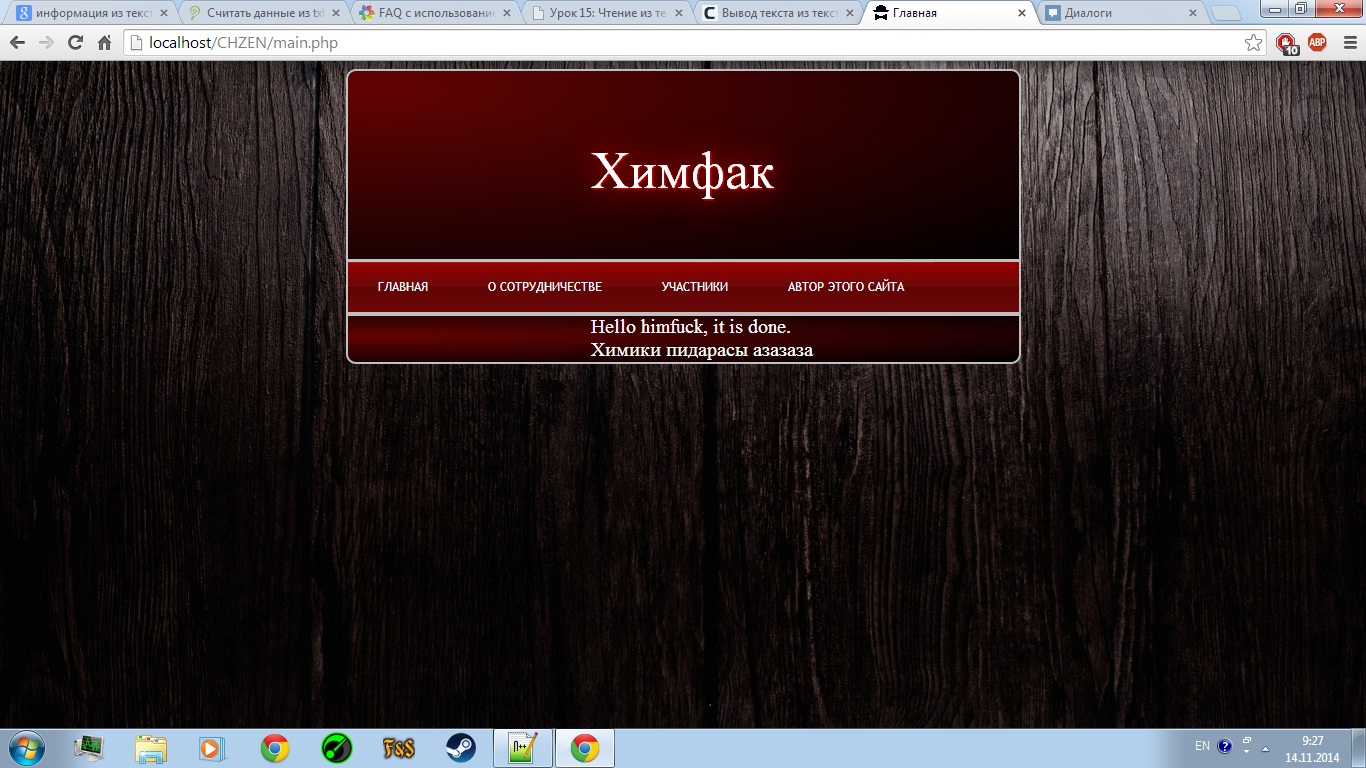 информация из текст
Считать данные из txt
FAQ с использование
Урок 15: Чтение из те
Вывод текста из текст
Главная
Диалоги
localhost/CHZEN/main.php
10
ABP
Химфак
ГЛАВНАЯ
О СОТРУДНИЧЕСТВЕ
УЧАСТНИКИ
АВТОР ЭТОГО САЙТА
Hello himfuck, it is done.
Химики пидарасы азазаза
F&S
EN
9:27
14.11.2014